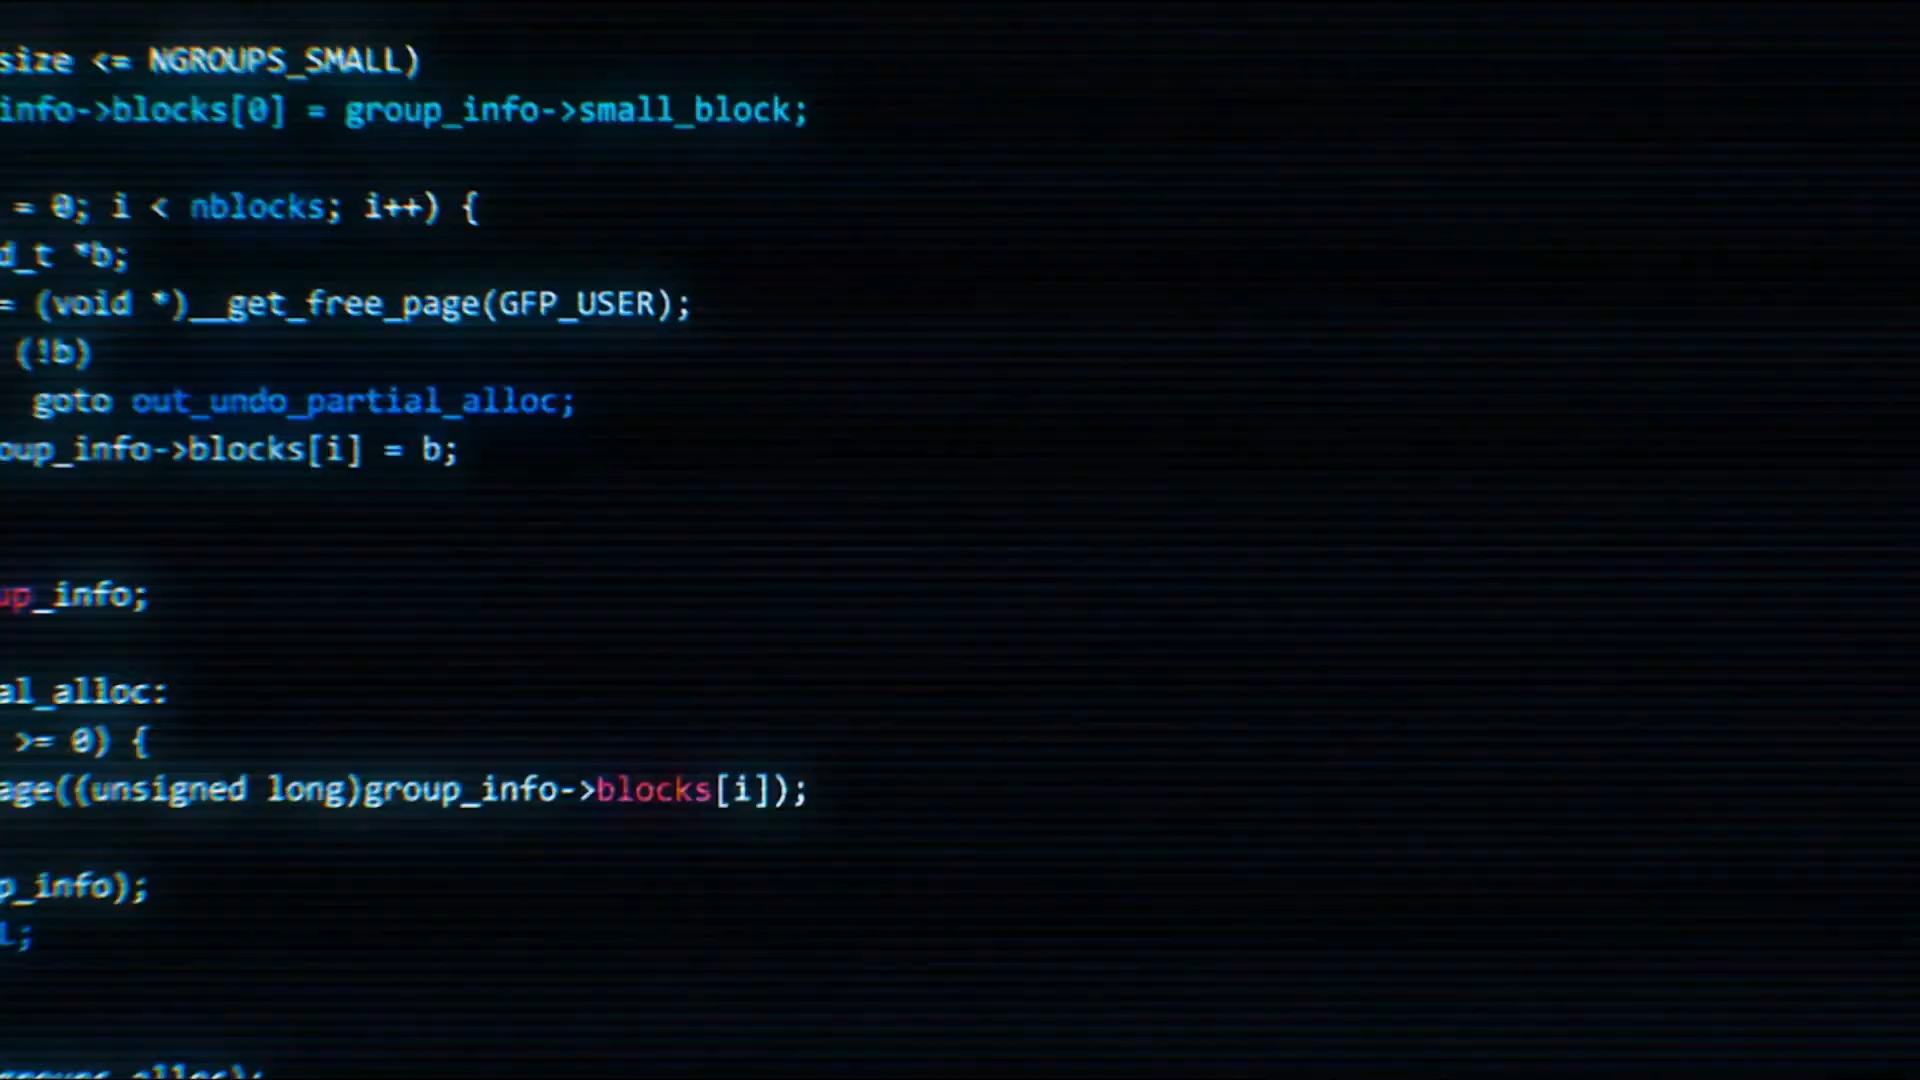 size <= NGROUPS_SMALL)
info->blocks[0] = group_info->small_block;
= 0; i < nblocks; i++) {
d_t *b;
= (void *)__get_free_page(GFP_USER);
(!b)
goto out_undo_partial_alloc;
oup_info->blocks[i] = b;
up_info;
al_alloc:
>= 0) {
age((unsigned long)group_info->blocks[i]);
p_info);
L;
groups_alloc);